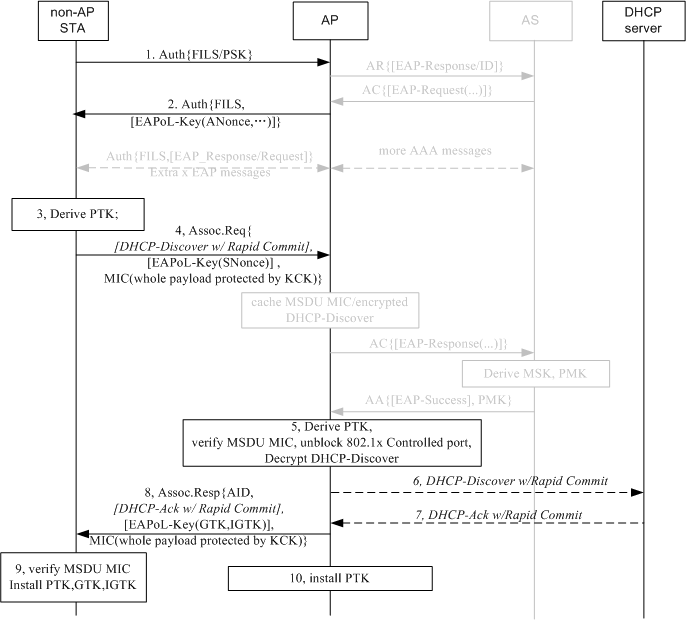 non-AP
STA
AP
AS
DHCP
server
1. Auth{FILS/PSK}
AR{[EAP-Response/ID]}
AC{[EAP-Request(...)]}
2. Auth{FILS,
[EAPoL-Key(ANonce,⋯)]}
Auth{FILS,[EAP_Response/Request]}
Extra x EAP messages
more AAA messages
3, Derive PTK;
4, Assoc.Req{
[DHCP-Discover w/ Rapid Commit],
[EAPoL-Key(SNonce)] ,
MIC(whole payload protected by KCK)}
cache MSDU MIC/encrypted
DHCP-Discover
AC{[EAP-Response(...)]}
Derive MSK, PMK
AA{[EAP-Success], PMK}
5, Derive PTK,
verify MSDU MIC, unblock 802.1x Controlled port,
Decrypt DHCP-Discover
6, DHCP-Discover w/Rapid Commit
8, Assoc.Resp{AID,
[DHCP-Ack w/ Rapid Commit],
[EAPoL-Key(GTK,IGTK)],
MIC(whole payload protected by KCK)}
7, DHCP-Ack w/Rapid Commit
9, verify MSDU MIC
Install PTK,GTK,IGTK
10, install PTK